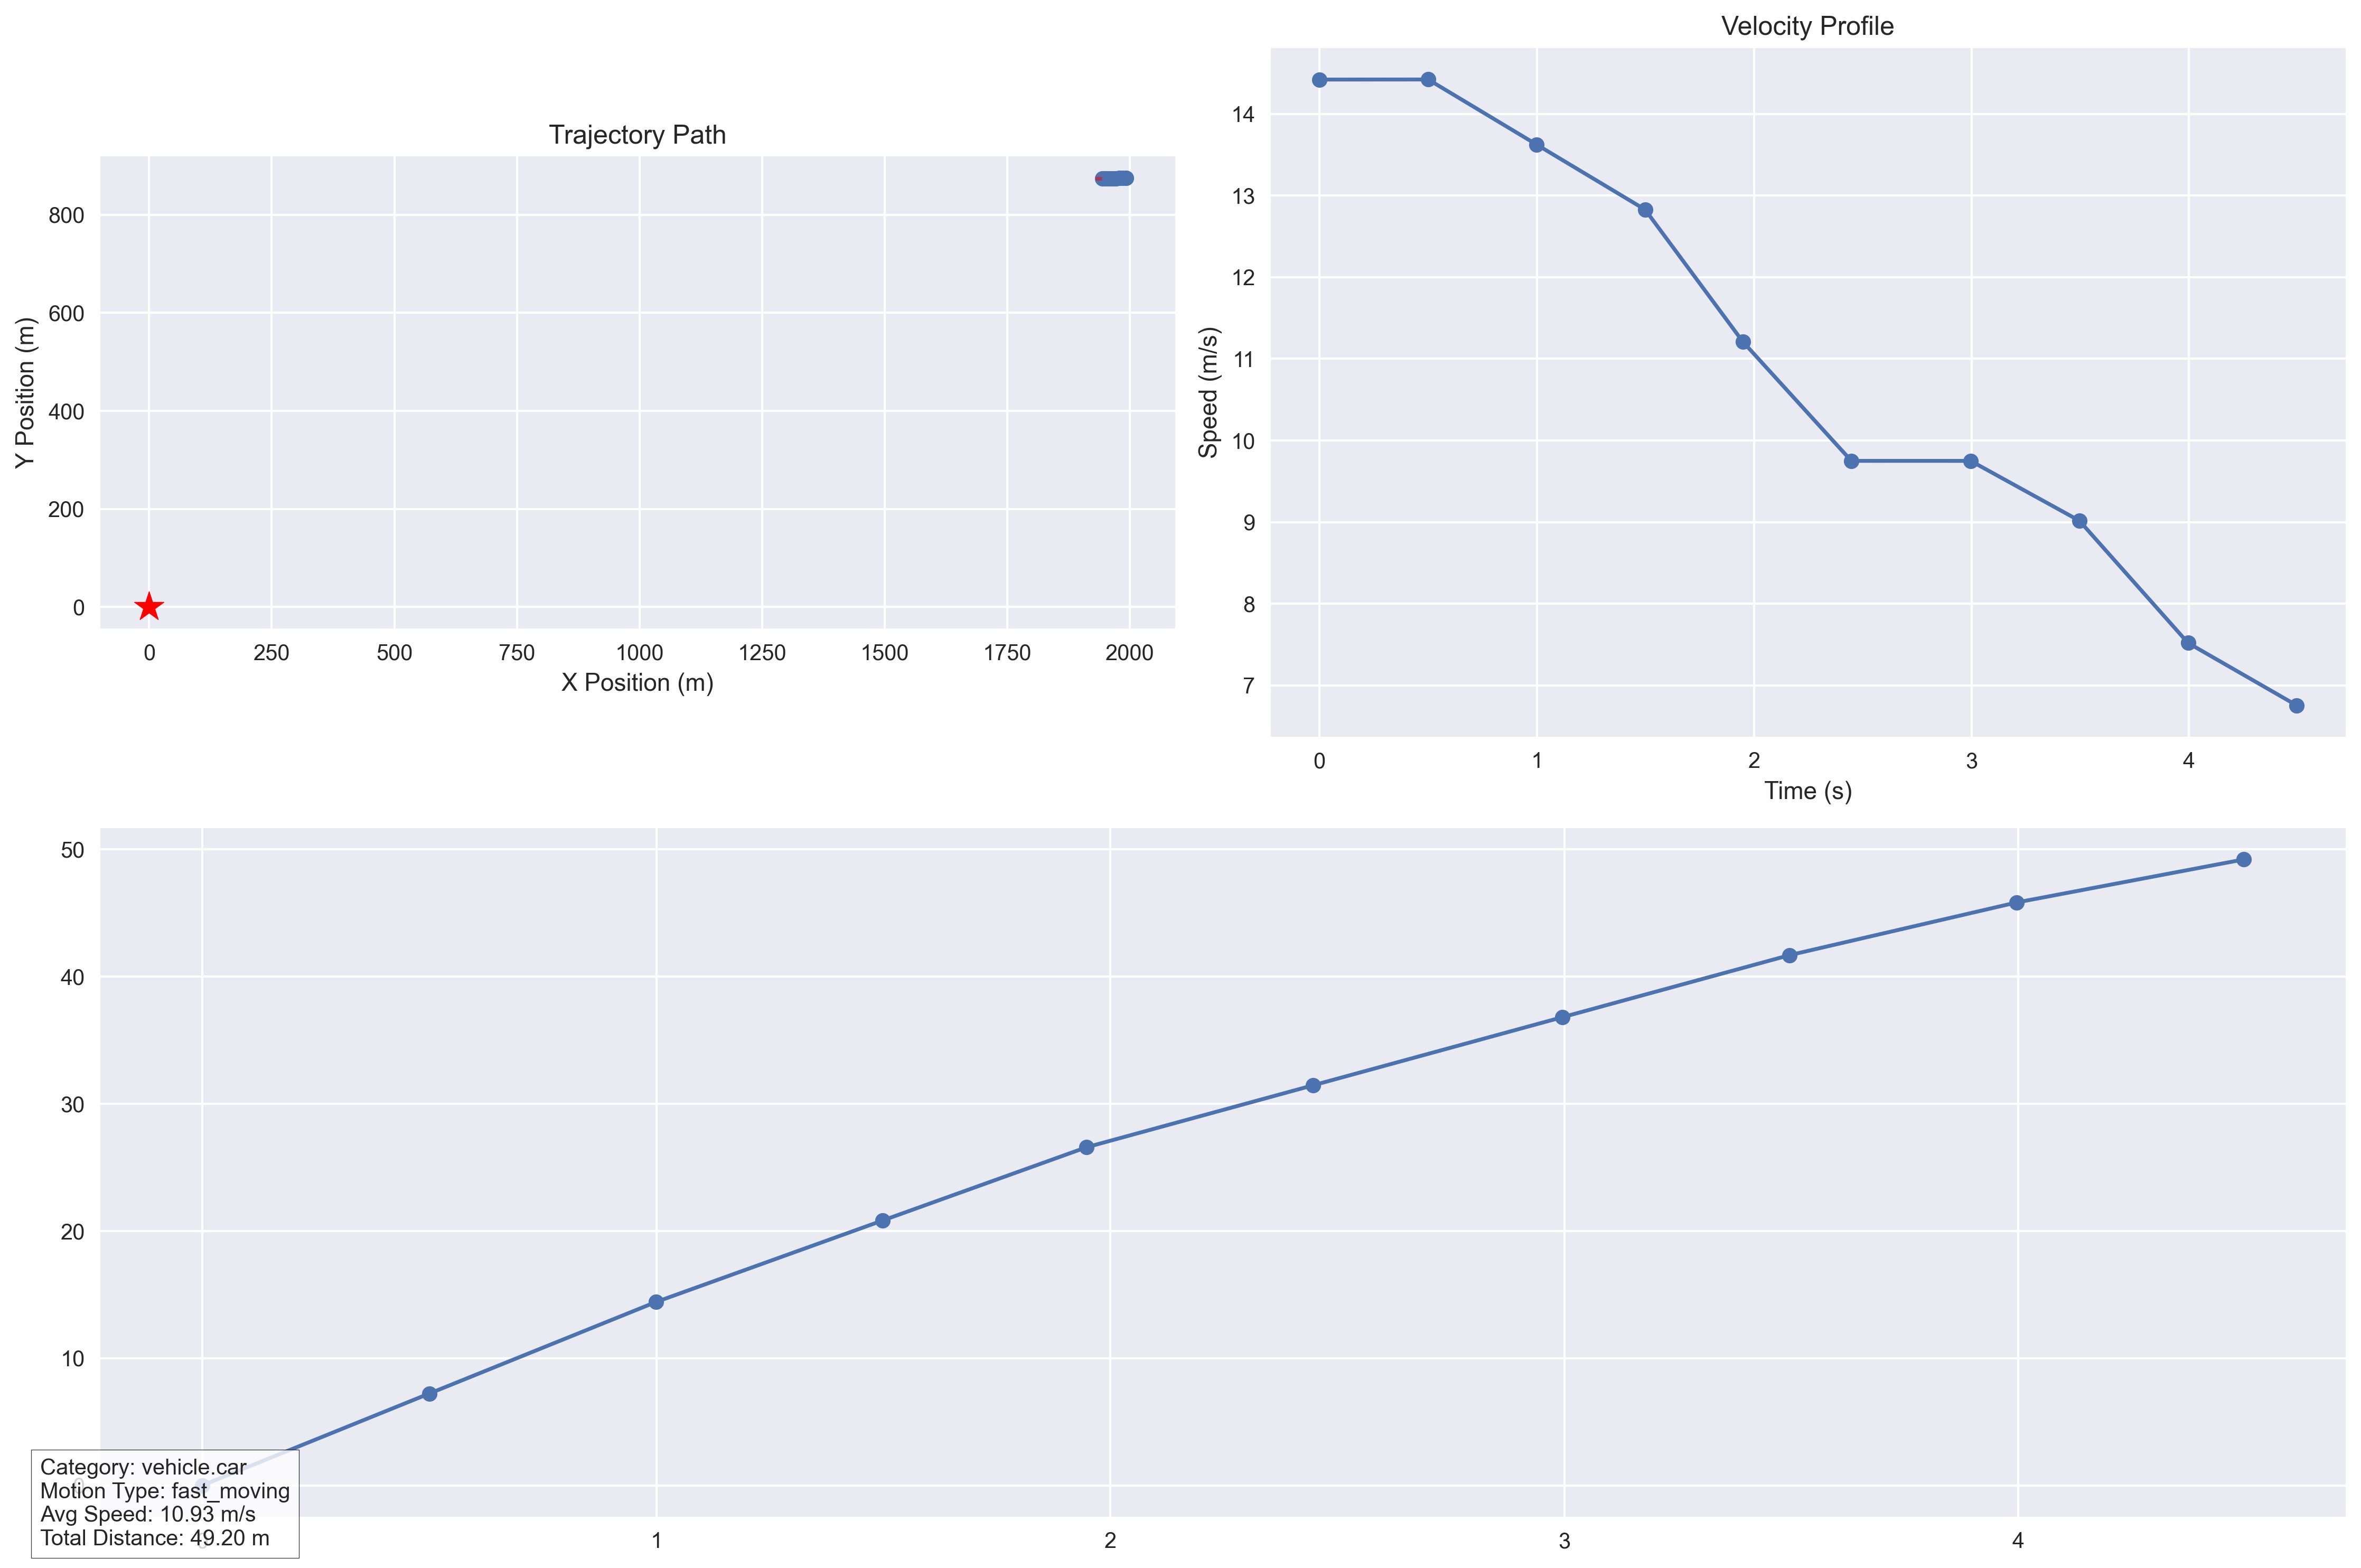 Trajectory Path
Y Position (m)
800
600
400
200
0
0 250 500 750 1000 1250 1500 1750 2000
X Position (m)
Velocity Profile
Speed (m/s)
14
13
12
11
10
9
8
7
0 1 2 3 4
Time (s)
50
40
30
20
10
0
0 1 2 3 4
Category: vehicle.car
Motion Type: fast_moving
Avg Speed: 10.93 m/s
Total Distance: 49.20 m